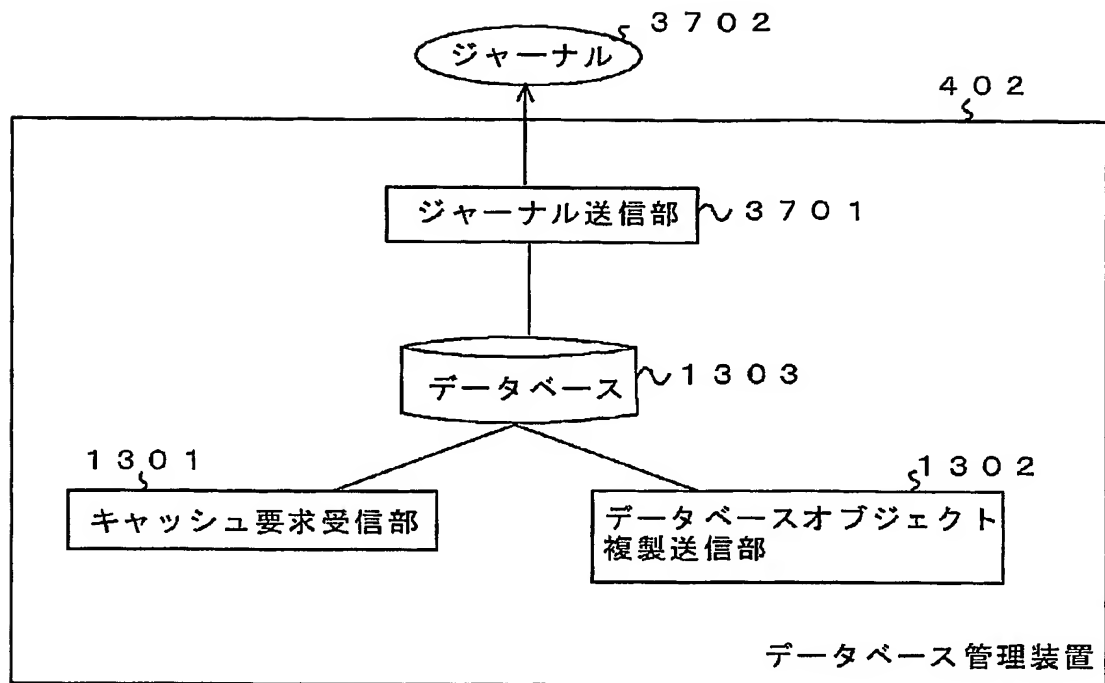 3702
ジャーナル
402
ジャーナル送信部
3701
データベース
1303
1301
1302
キャッシュ要求受信部
データベースオブジェクト
複製送信部
データベース管理装置